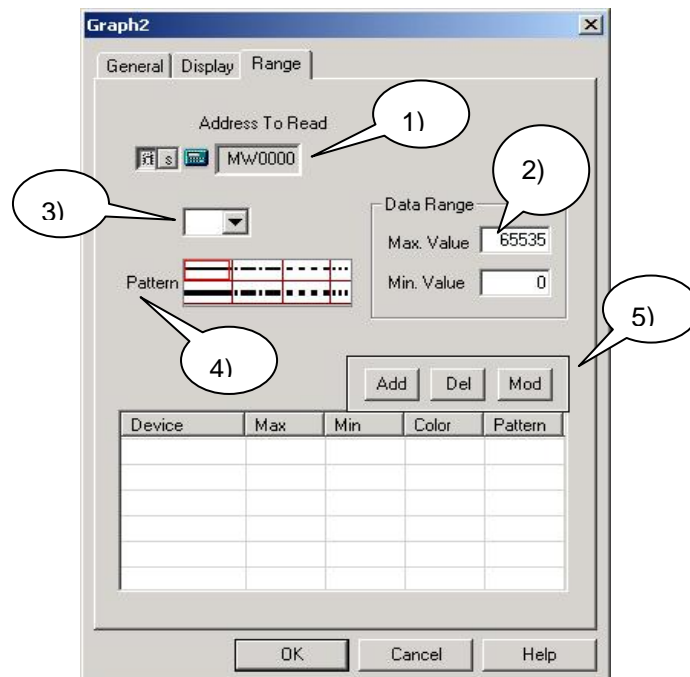 Graph2
General Display Range
Address To Read
1)
s MW0000
2)
3)
Data Range
Max. Value 65535
Pattern
Min. Value 0
4)
5)
Add Del Mod
Device Max Min Color Pattern
OK Cancel Help